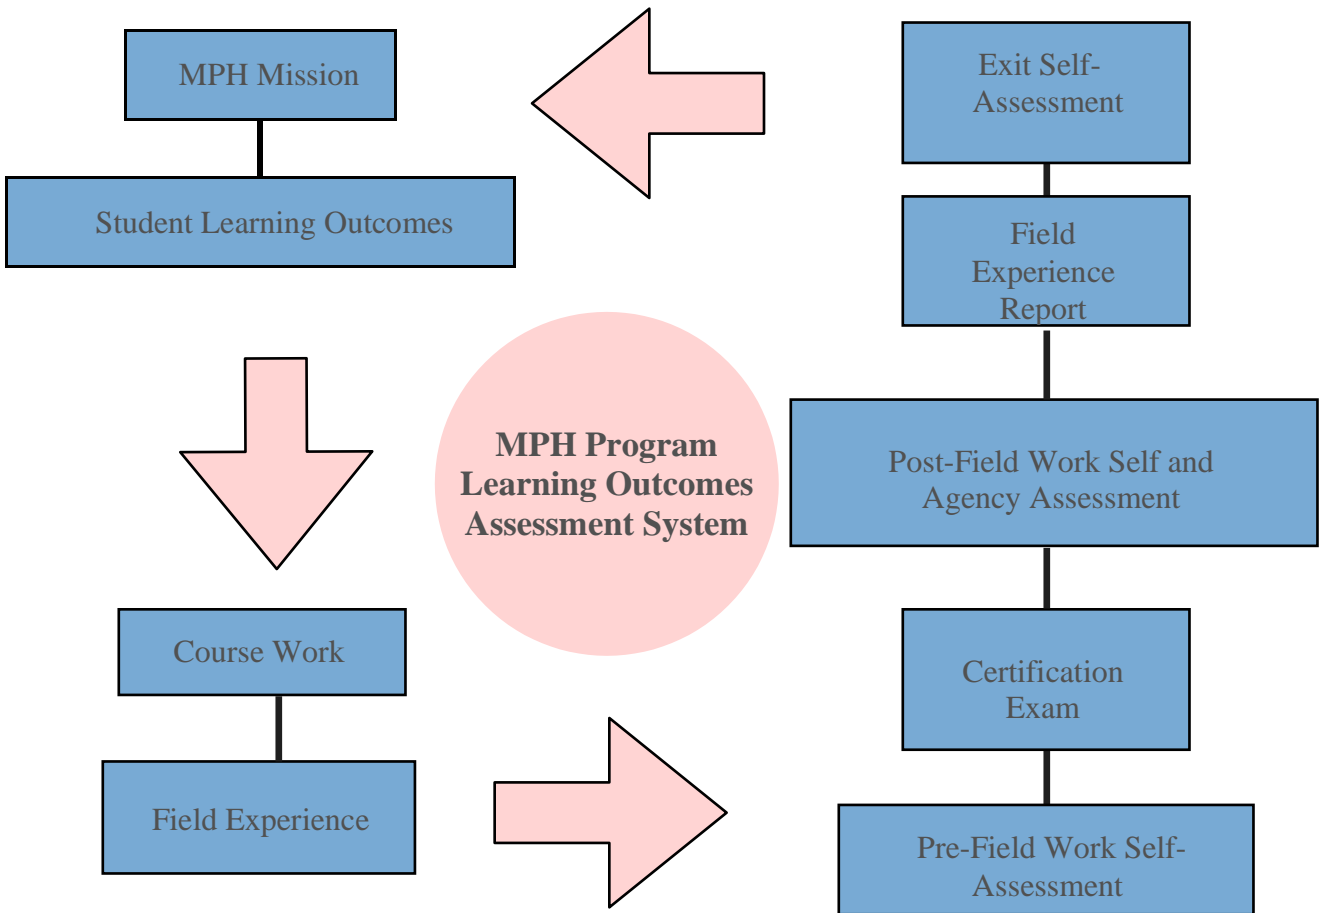 MPH Mission
Student Learning Outcomes
Exit Self-
Assessment
Field
Experience
Report
MPH Program
Learning Outcomes
Assessment System
Post-Field Work Self and
Agency Assessment
Course Work
Field Experience
Certification
Exam
Pre-Field Work Self-
Assessment